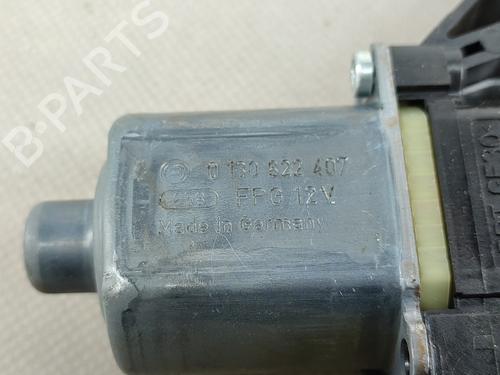 B-PARTS
0 130 822 407
FPG 12V
Made in Germany